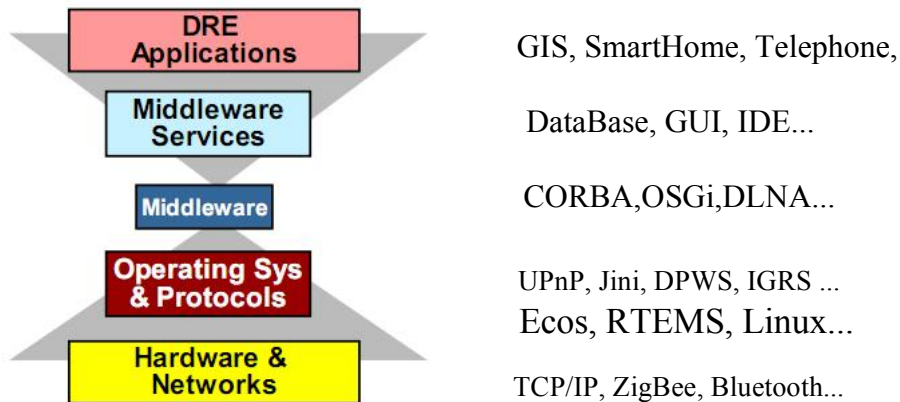 DRE
Applications
GIS, SmartHome, Telephone,
Middleware
Services
DataBase, GUI, IDE...
Middleware
CORBA,OSGi,DLNA...
Operating Sys
& Protocols
UPnP, Jini, DPWS, IGRS ...
Ecos, RTEMS, Linux...
Hardware &
Networks
TCP/IP, ZigBee, Bluetooth...